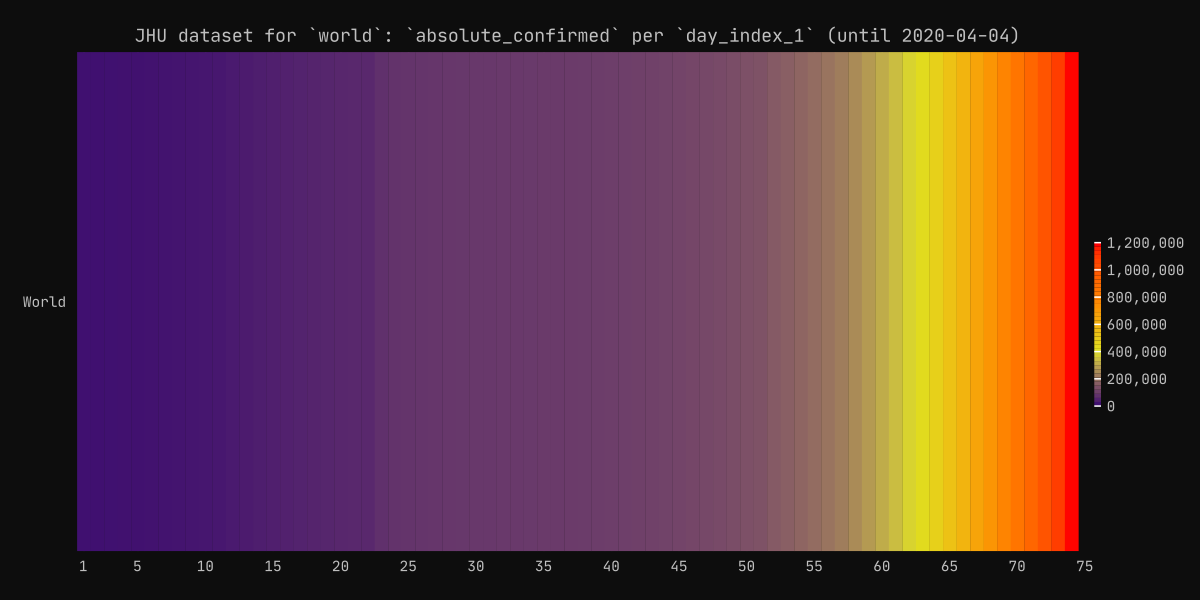 JHU dataset for `world`: `absolute_confirmed` per `day_index_1` (until 2020-04-04)
World
1,200,000
1,000,000
800,000
600,000
400,000
200,000
0
1 5 10 15 20 25 30 35 40 45 50 55 60 65 70 75